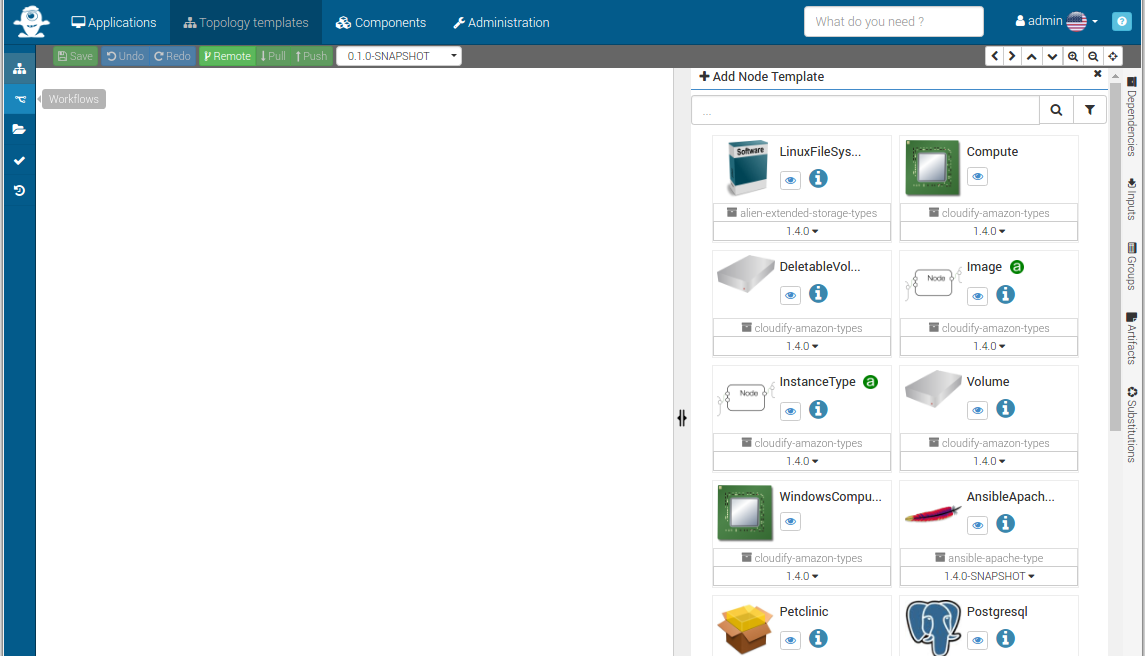 Applications
Topology templates
Components
Administration
What do you need ?
admin
?
Save
Undo
Redo
Remote
Pull
Push
0.1.0-SNAPSHOT
Workflows
Add Node Template
...
Software
LinuxFileSys...
alien-extended-storage-types
1.4.0
Compute
cloudify-amazon-types
1.4.0
DeletableVol...
cloudify-amazon-types
1.4.0
Node
Image
a
cloudify-amazon-types
1.4.0
Node
InstanceType
a
cloudify-amazon-types
1.4.0
Volume
cloudify-amazon-types
1.4.0
WindowsCompu...
cloudify-amazon-types
1.4.0
AnsibleApach...
ansible-apache-type
1.4.0-SNAPSHOT
Petclinic
Postgresql
Dependencies
Inputs
Groups
Artifacts
Substitutions